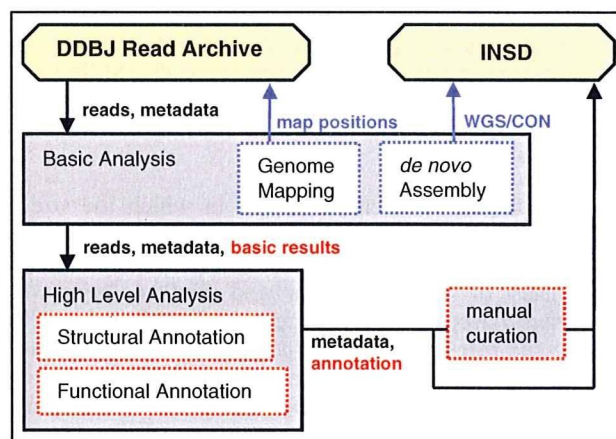 DDBJ Read Archive
INSD
reads, metadata
map positions
WGS/CON
Basic Analysis
Genome
Mapping
de novo
Assembly
reads, metadata, basic results
High Level Analysis
Structural Annotation
Functional Annotation
metadata,
annotation
manual
curation